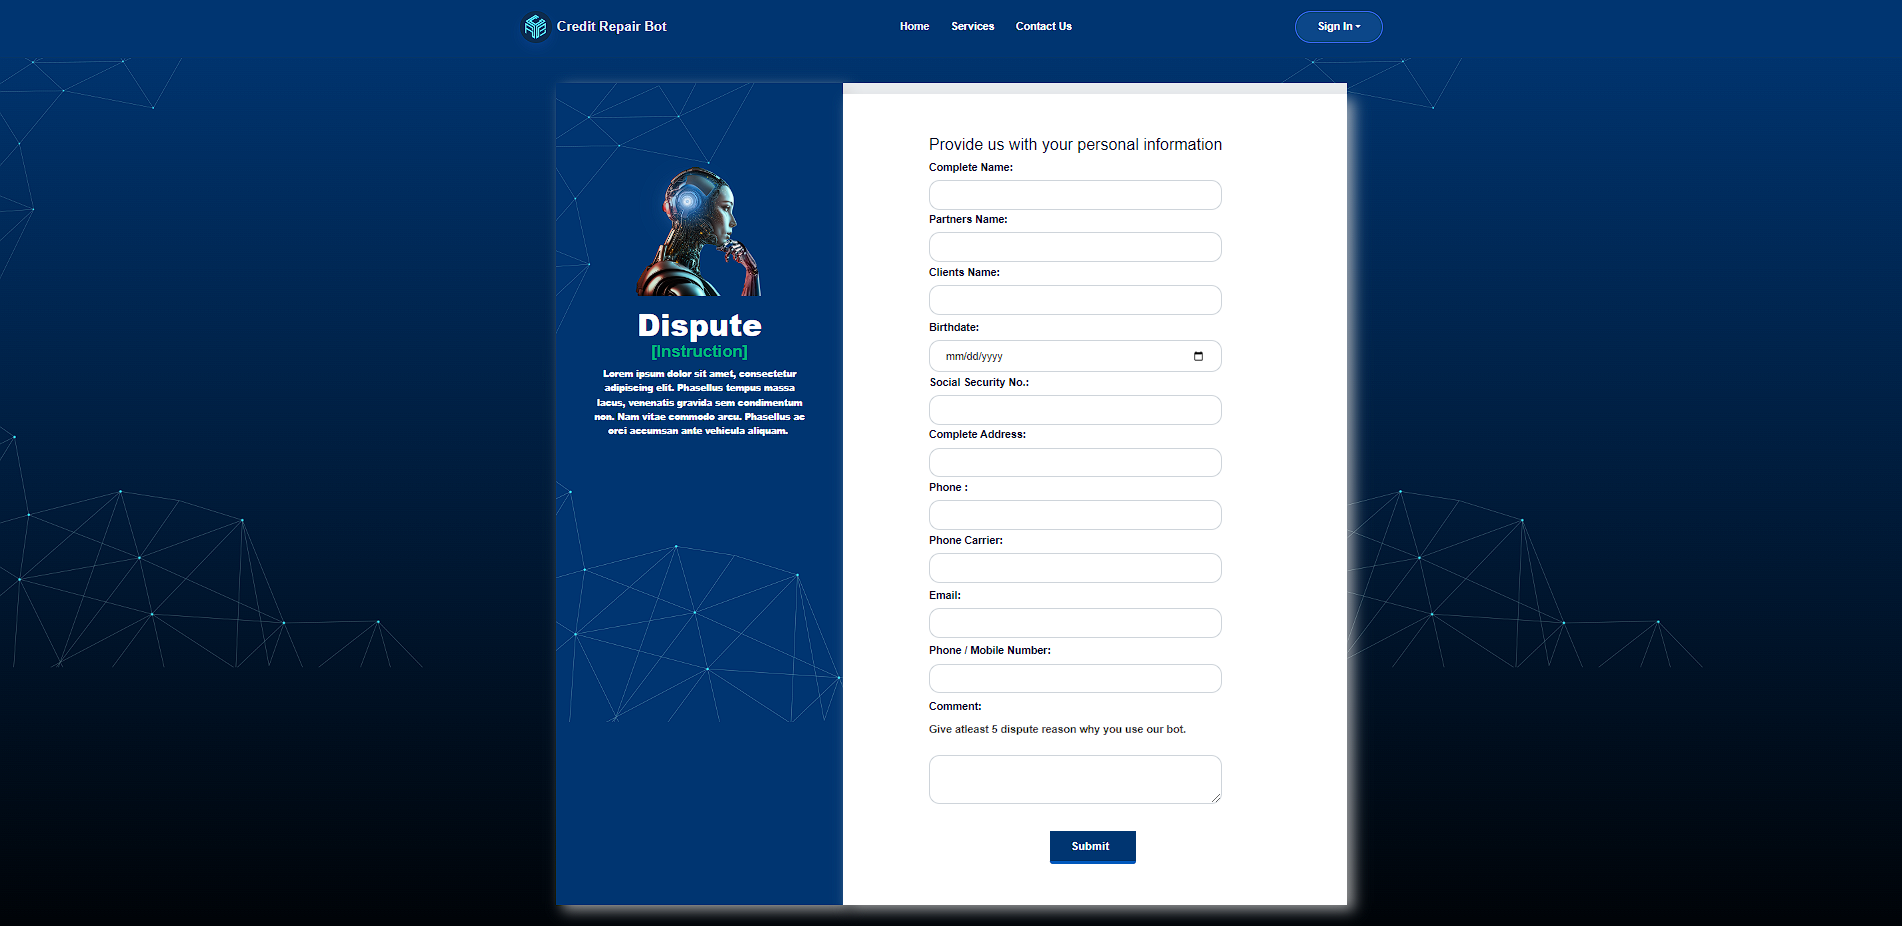 Credit Repair Bot
Home
Services
Contact Us
Sign In
Dispute
[Instruction]
Lorem ipsum dolor sit amet, consectetur
adipiscing elit. Phasellus tempus massa
lacus, venenatis gravida sem condimentum
non. Nam vitae commodo arcu. Phasellus ac
orci accumsan ante vehicula aliquam.
Provide us with your personal information
Complete Name:
Partners Name:
Clients Name:
Birthdate:
mm/dd/yyyy
Social Security No.:
Complete Address:
Phone :
Phone Carrier:
Email:
Phone / Mobile Number:
Comment:
Give atleast 5 dispute reason why you use our bot.
Submit